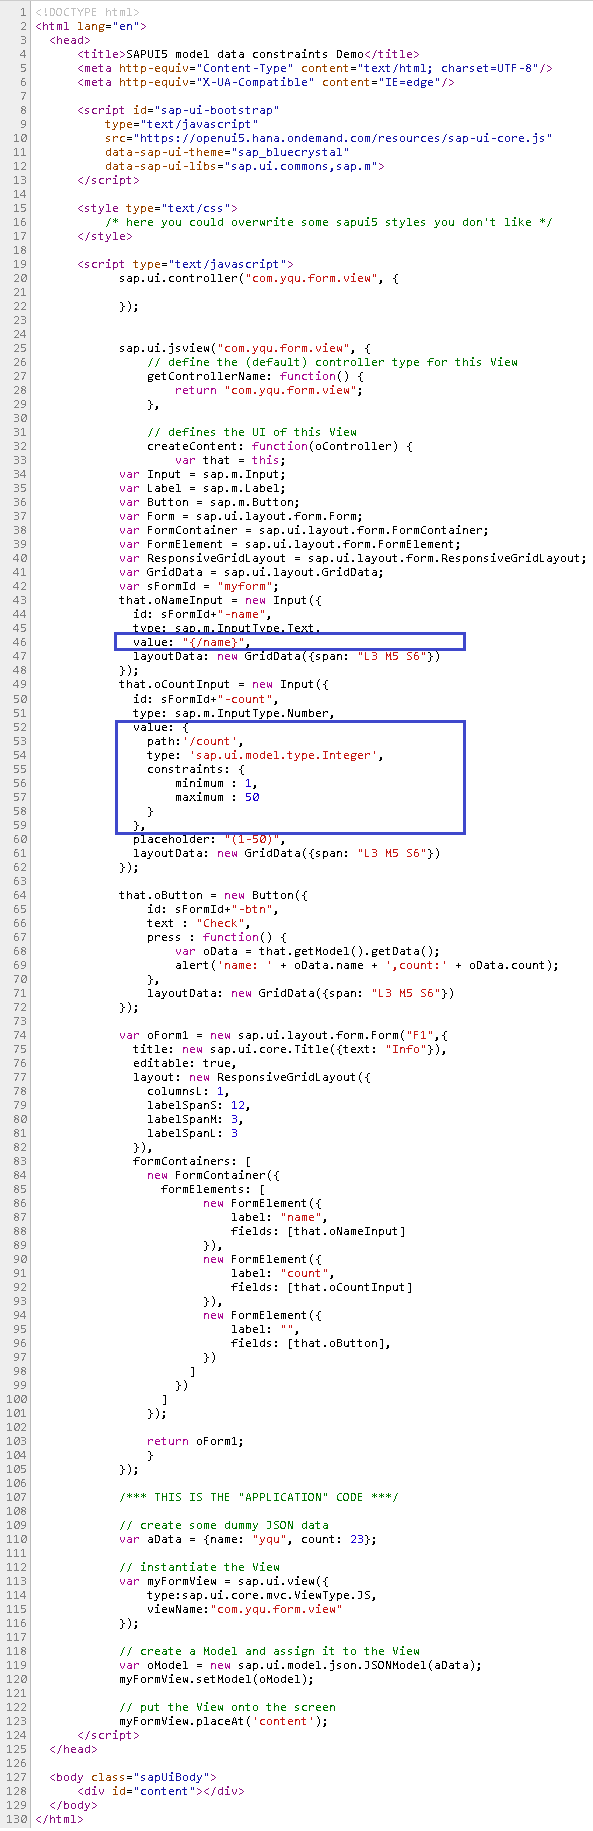 1 <!DOCTYPE html>
2 <html lang="en">
3 <head>
4 <title>SAPUI5 model data constraints Demo</title>
5 <meta http-equiv="Content-Type" content="text/html; charset=UTF-8"/>
6 <meta http-equiv="X-UA-Compatible" content="IE=edge"/>
7
8 <script id="sap-ui-bootstrap"
9 type="text/javascript"
10 src="https://openui5.hana.ondemand.com/resources/sap-ui-core.js"
11 data-sap-ui-theme="sap_bluecrystal"
12 data-sap-ui-libs="sap.ui.commons,sap.m">
13 </script>
14
15 <style type="text/css">
16 /* here you could overwrite some sapui5 styles you don't like */
17 </style>
18
19 <script type="text/javascript">
20 sap.ui.controller("com.yqu.form.view", {
21
22 });
23
24
25 sap.ui.jsview("com.yqu.form.view", {
26 // define the (default) controller type for this View
27 getControllerName: function() {
28 return "com.yqu.form.view";
29 },
30
31 // defines the UI of this View
32 createContent: function(oController) {
33 var that = this;
34 var Input = sap.m.Input;
35 var Label = sap.m.Label;
36 var Button = sap.m.Button;
37 var Form = sap.ui.layout.form.Form;
38 var FormContainer = sap.ui.layout.form.FormContainer;
39 var FormElement = sap.ui.layout.form.FormElement;
40 var ResponsiveGridLayout = sap.ui.layout.form.ResponsiveGridLayout;
41 var GridData = sap.ui.layout.GridData;
42 var sFormId = "myform";
43 that.oNameInput = new Input({
44 id: sFormId+"-name",
45 type: sap.m.InputType.Text,
46 value: "{/name}",
47 layoutData: new GridData({span: "L3 M5 S6"})
48 });
49 that.oCountInput = new Input({
50 id: sFormId+"-count",
51 type: sap.m.InputType.Number,
52 value: {
53 path:'/count',
54 type: 'sap.ui.model.type.Integer',
55 constraints: {
56 minimum : 1,
57 maximum : 50
58 }
59 },
60 placeholder: "(1-50)",
61 layoutData: new GridData({span: "L3 M5 S6"})
62 });
63
64 that.oButton = new Button({
65 id: sFormId+"-btn",
66 text : "Check",
67 press : function() {
68 var oData = that.getModel().getData();
69 alert('name: ' + oData.name + ',count:' + oData.count);
70 },
71 layoutData: new GridData({span: "L3 M5 S6"})
72 });
73
74 var oForm1 = new sap.ui.layout.form.Form("F1",{
75 title: new sap.ui.core.Title({text: "Info"}),
76 editable: true,
77 layout: new ResponsiveGridLayout({
78 columnsL: 1,
79 labelSpanS: 12,
80 labelSpanM: 3,
81 labelSpanL: 3
82 }),
83 formContainers: [
84 new FormContainer({
85 formElements: [
86 new FormElement({
87 label: "name",
88 fields: [that.oNameInput]
89 }),
90 new FormElement({
91 label: "count",
92 fields: [that.oCountInput]
93 }),
94 new FormElement({
95 label: "",
96 fields: [that.oButton],
97 })
98 ]
99 })
100 ]
101 });
102
103 return oForm1;
104 }
105 });
106
107 /*** THIS IS THE "APPLICATION" CODE ***/
108
109 // create some dummy JSON data
110 var aData = {name: "yqu", count: 23};
111
112 // instantiate the View
113 var myFormView = sap.ui.view({
114 type:sap.ui.core.mvc.ViewType.JS,
115 viewName:"com.yqu.form.view"
116 });
117
118 // create a Model and assign it to the View
119 var oModel = new sap.ui.model.json.JSONModel(aData);
120 myFormView.setModel(oModel);
121
122 // put the View onto the screen
123 myFormView.placeAt('content');
124 </script>
125 </head>
126
127 <body class="sapUiBody">
128 <div id="content"></div>
129 </body>
130 </html>